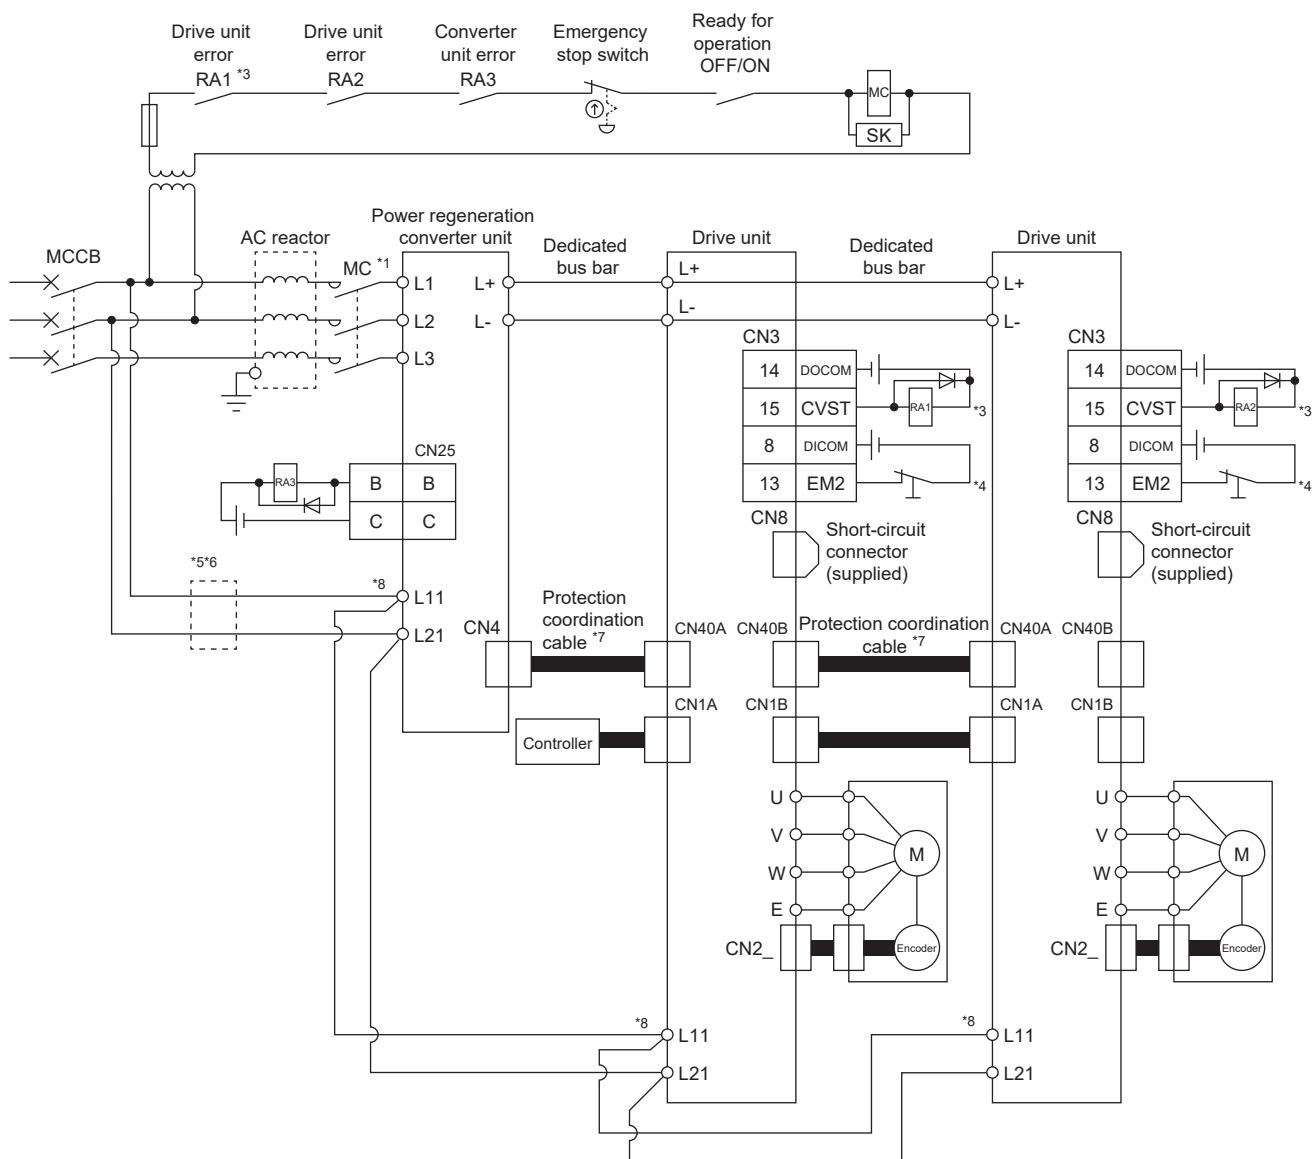 Drive unit
error
RA1 *3
Drive unit
error
RA2
Converter
unit error
RA3
Emergency
stop switch
Ready for
operation
OFF/ON
MC
SK
MCCB
AC reactor
MC *1
Power regeneration
converter unit
L1
L2
L3
L+
L-
Dedicated
bus bar
Drive unit
L+
L-
Dedicated
bus bar
Drive unit
L+
L-
CN3
14 DOCOM
15 CVST RA1 *3
8 DICOM
13 EM2 *4
CN3
14 DOCOM
15 CVST RA2 *3
8 DICOM
13 EM2 *4
CN25
RA3
B B
C C
CN8
Short-circuit
connector
(supplied)
CN8
Short-circuit
connector
(supplied)
*5*6
*8
L11
L21
CN4
Protection
coordination
cable *7
CN40A
CN40B
Protection coordination
cable *7
CN40A
CN40B
Controller
CN1A
CN1B
CN1A
CN1B
U
V
W
E
M
CN2_
Encoder
U
V
W
E
M
CN2_
Encoder
*8
L11
L21
*8
L11
L21